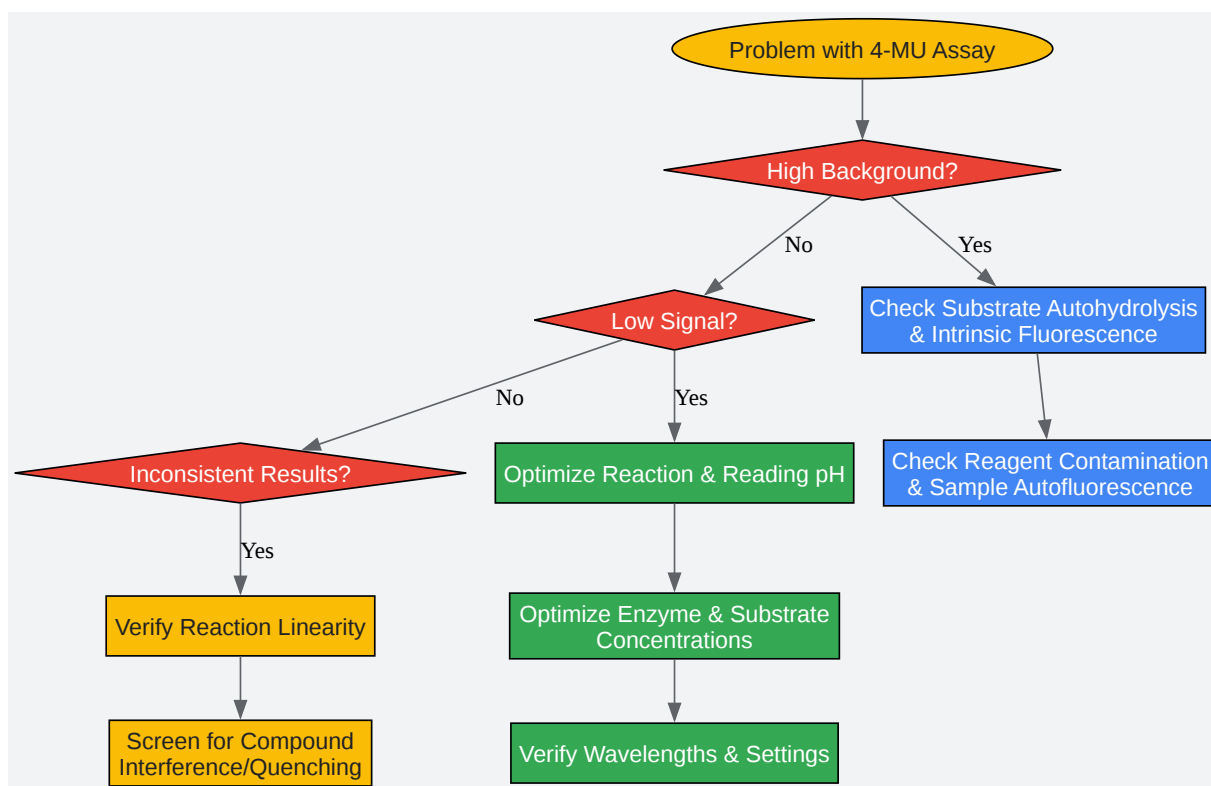 Problem with 4-MU Assay
High Background?
No
Yes
Check Substrate Autohydrolysis
& Intrinsic Fluorescence
Low Signal?
No
Yes
Check Reagent Contamination
& Sample Autofluorescence
Inconsistent Results?
Optimize Reaction & Reading pH
Yes
Verify Reaction Linearity
Optimize Enzyme & Substrate
Concentrations
Screen for Compound
Interference/Quenching
Verify Wavelengths & Settings